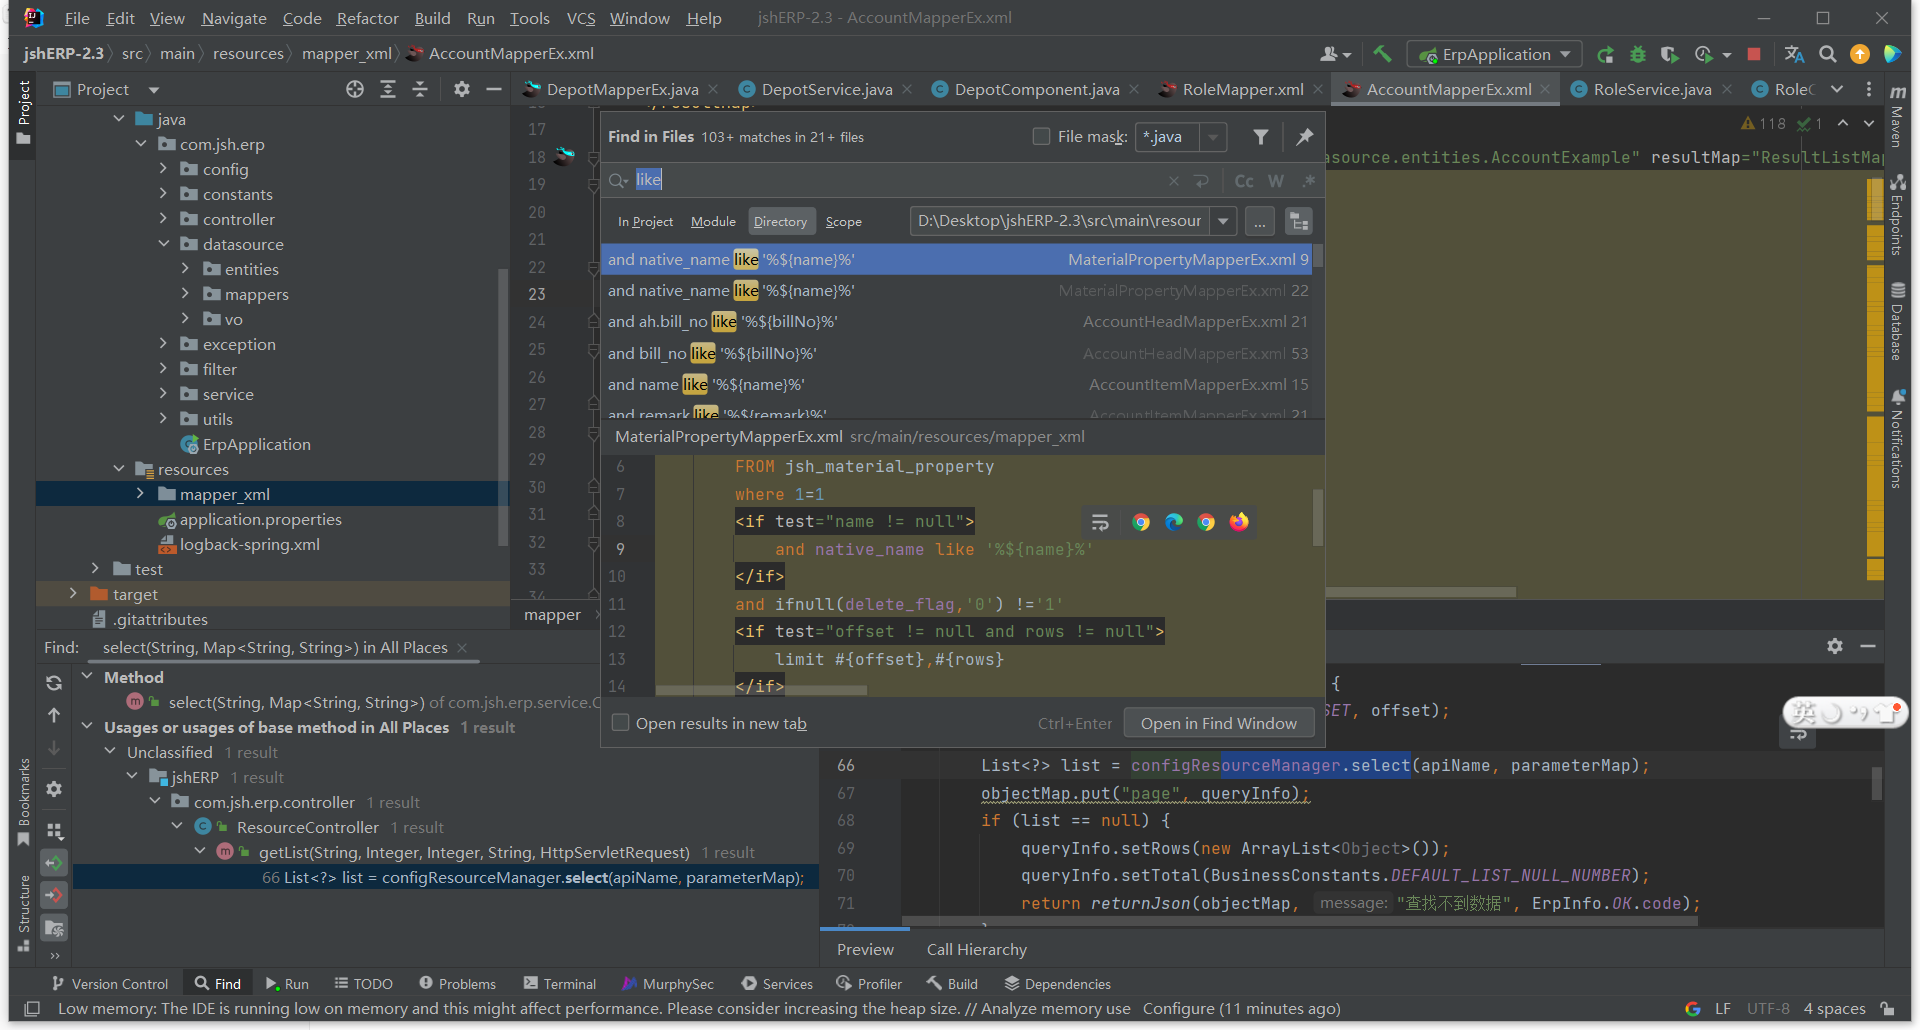 File Edit View Navigate Code Refactor Build Run Tools VCS Window Help jshERP-2.3 - AccountMapperEx.xml
jshERP-2.3 src main resources mapper_xml AccountMapperEx.xml ErpApplication
Project
DepotMapperEx.java DepotService.java DepotComponent.java RoleMapper.xml AccountMapperEx.xml RoleService.java
Project
java
com.jsh.erp
config
constants
controller
datasource
entities
mappers
vo
exception
filter
service
utils
ErpApplication
resources
mapper_xml
application.properties
logback-spring.xml
test
target
.gitattributes
17
18
19
20
21
22
23
24
25
26
27
28
29
30
31
32
33
34
118 1
asource.entities.AccountExample" resultMap="ResultListMap
mapper
Find in Files 103+ matches in 21+ files File mask: *.java
like Cc W .*
In Project Module Directory Scope D:\Desktop\jshERP-2.3\src\main\resour ...
and native_name like '%${name}%' MaterialPropertyMapperEx.xml 9
and native_name like '%${name}%' MaterialPropertyMapperEx.xml 22
and ah.bill_no like '%${billNo}%' AccountHeadMapperEx.xml 21
and bill_no like '%${billNo}%' AccountHeadMapperEx.xml 53
and name like '%${name}%' AccountItemMapperEx.xml 15
and remark like '%${remark}%' AccountItemMapperEx.xml 21
MaterialPropertyMapperEx.xml src/main/resources/mapper_xml
6 FROM jsh_material_property
7 where 1=1
8 <if test="name != null">
9 and native_name like '%${name}%'
10 </if>
11 and ifnull(delete_flag,'0') !='1'
12 <if test="offset != null and rows != null">
13 limit #{offset},#{rows}
14 </if>
Open results in new tab Ctrl+Enter Open in Find Window
Maven
Endpoints
Database
Notifications
Find: select(String, Map<String, String>) in All Places
Method
select(String, Map<String, String>) of com.jsh.erp.service.C
Usages or usages of base method in All Places 1 result
Unclassified 1 result
jshERP 1 result
com.jsh.erp.controller 1 result
ResourceController 1 result
getList(String, Integer, Integer, String, HttpServletRequest) 1 result
66 List<?> list = configResourceManager.select(apiName, parameterMap);
{
SET, offset);
66 List<?> list = configResourceManager.select(apiName, parameterMap);
67 objectMap.put("page", queryInfo);
68 if (list == null) {
69 queryInfo.setRows(new ArrayList<Object>());
70 queryInfo.setTotal(BusinessConstants.DEFAULT_LIST_NULL_NUMBER);
71 return returnJson(objectMap, message: "查找不到数据", ErpInfo.OK.code);
英
Preview Call Hierarchy
Bookmarks
Structure
Version Control Find Run TODO Problems Terminal MurphySec Services Profiler Build Dependencies
Low memory: The IDE is running low on memory and this might affect performance. Please consider increasing the heap size. // Analyze memory use Configure (11 minutes ago) LF UTF-8 4 spaces